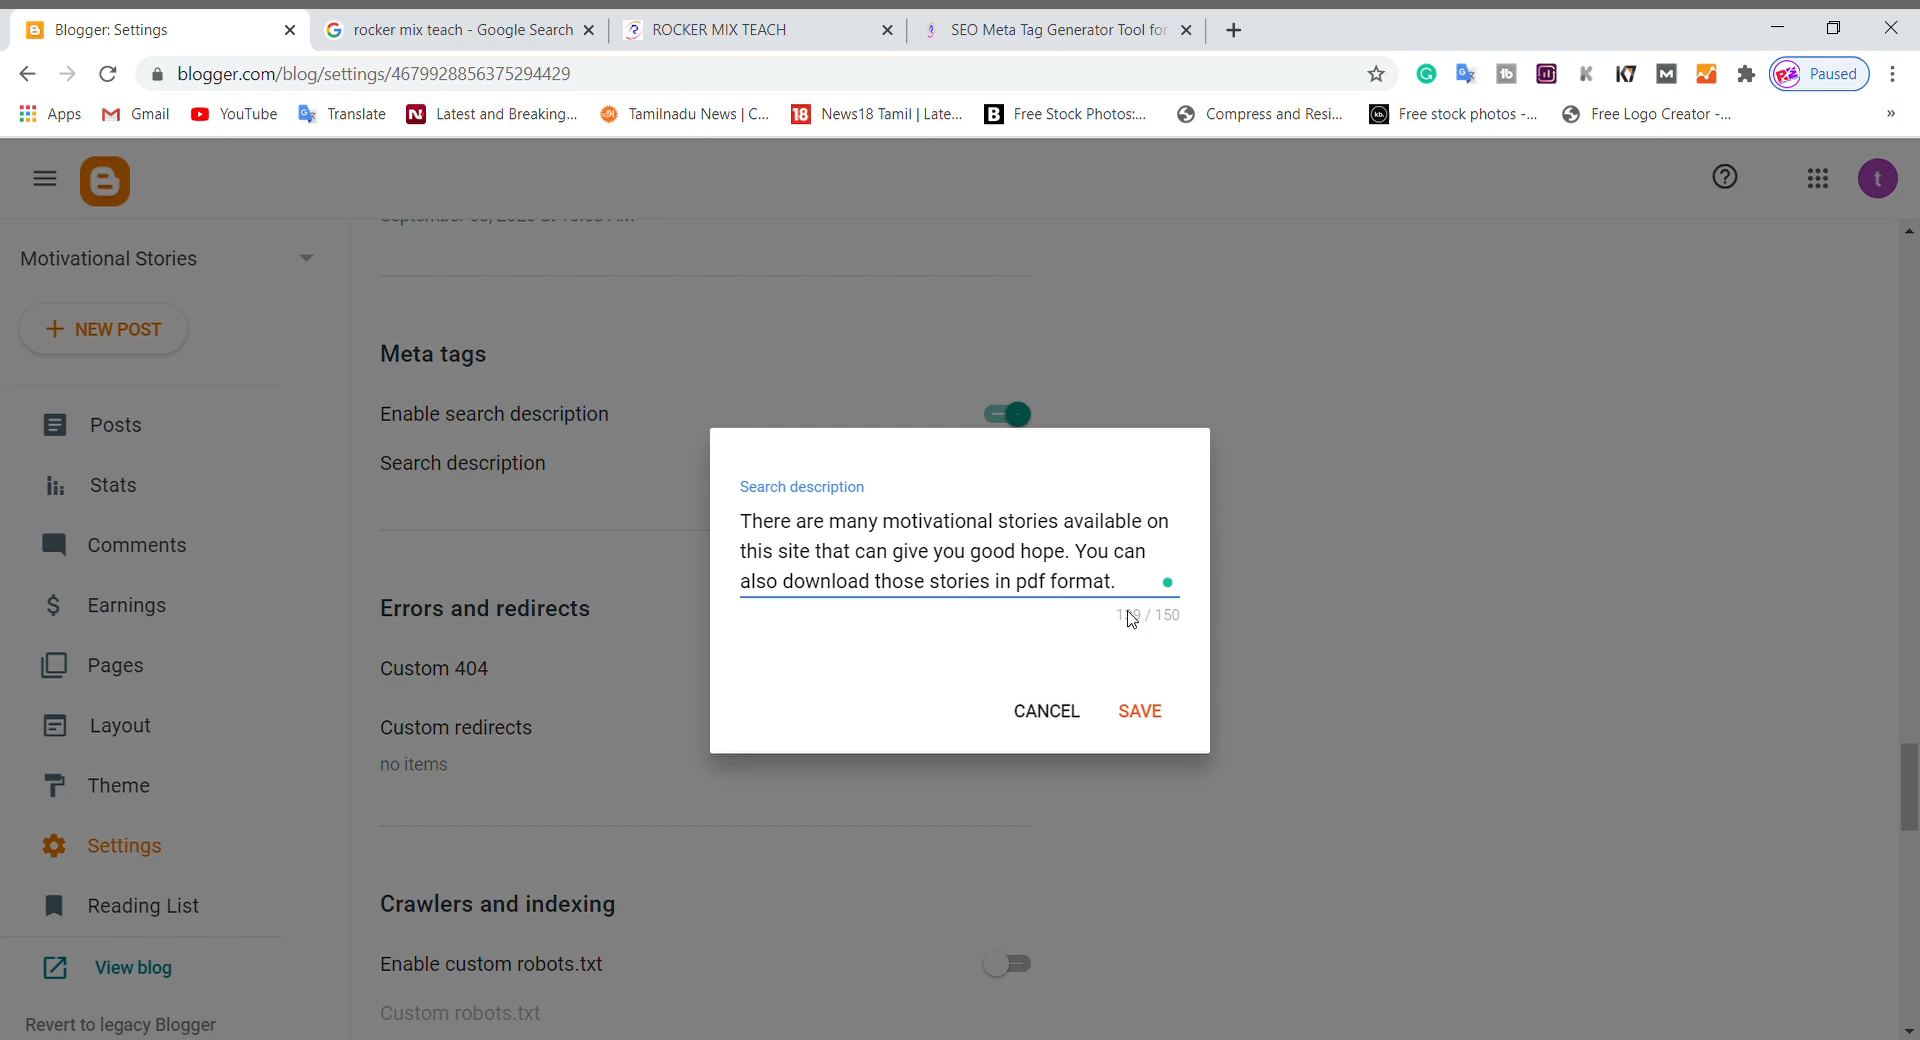 Blogger: Settings
rocker mix teach - Google Search
ROCKER MIX TEACH
SEO Meta Tag Generator Tool for
blogger.com/blog/settings/4679928856375294429
Paused
Apps
Gmail
YouTube
Translate
Latest and Breaking...
Tamilnadu News | C...
News18 Tamil | Late...
Free Stock Photos:...
Compress and Resi...
Free stock photos -...
Free Logo Creator -...
»
t
Motivational Stories
+ NEW POST
Posts
Stats
Comments
Earnings
Pages
Layout
Theme
Settings
Reading List
View blog
Revert to legacy Blogger
Meta tags
Enable search description
Search description
Errors and redirects
Custom 404
Custom redirects
no items
Crawlers and indexing
Enable custom robots.txt
Custom robots.txt
Search description
There are many motivational stories available on
this site that can give you good hope. You can
also download those stories in pdf format.
/ 150
CANCEL
SAVE